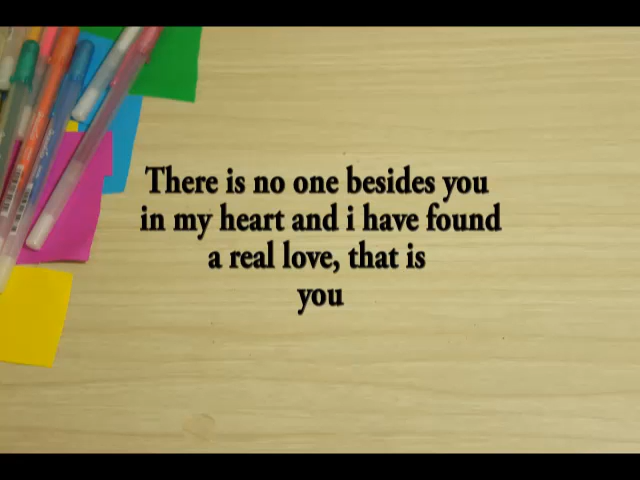 There is no one besides you
in my heart and i have found
a real love, that is
you